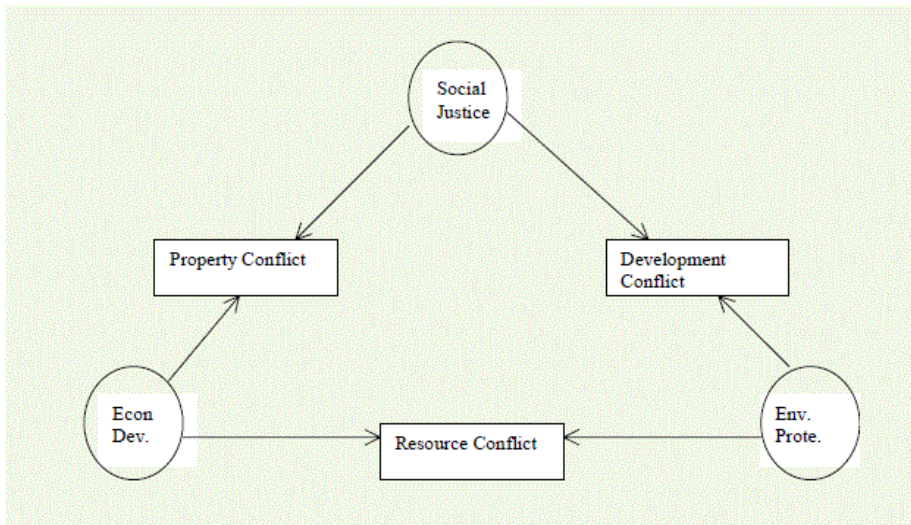 Social
Justice
Property Conflict
Development
Conflict
Econ
Dev.
Env.
Prote.
Resource Conflict